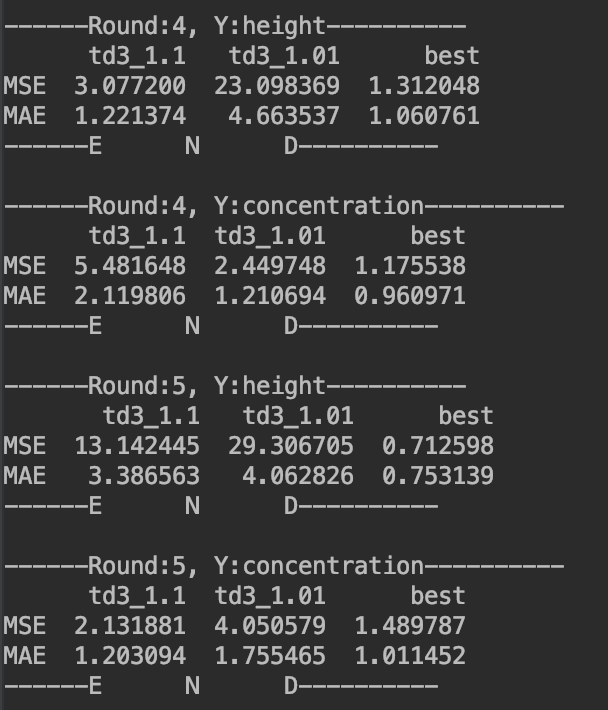 ------Round:4, Y:height----------
      td3_1.1   td3_1.01      best
MSE  3.077200  23.098369  1.312048
MAE  1.221374   4.663537  1.060761
------E      N      D----------
------Round:4, Y:concentration----------
      td3_1.1  td3_1.01      best
MSE  5.481648  2.449748  1.175538
MAE  2.119806  1.210694  0.960971
------E      N      D----------
------Round:5, Y:height----------
       td3_1.1   td3_1.01      best
MSE  13.142445  29.306705  0.712598
MAE   3.386563   4.062826  0.753139
------E      N      D----------
------Round:5, Y:concentration----------
      td3_1.1  td3_1.01      best
MSE  2.131881  4.050579  1.489787
MAE  1.203094  1.755465  1.011452
------E      N      D----------